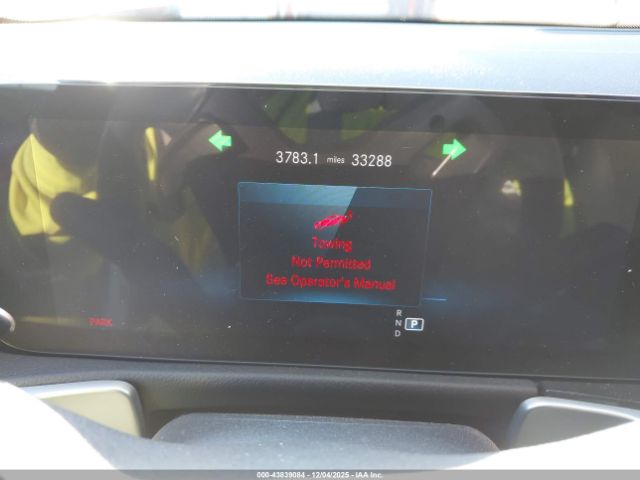 3783.1 miles 33288
Towing
Not Permitted
See Operator's Manual
PARK
R
N P
D
000-43839084 - 12/04/2025 - IAA Inc.